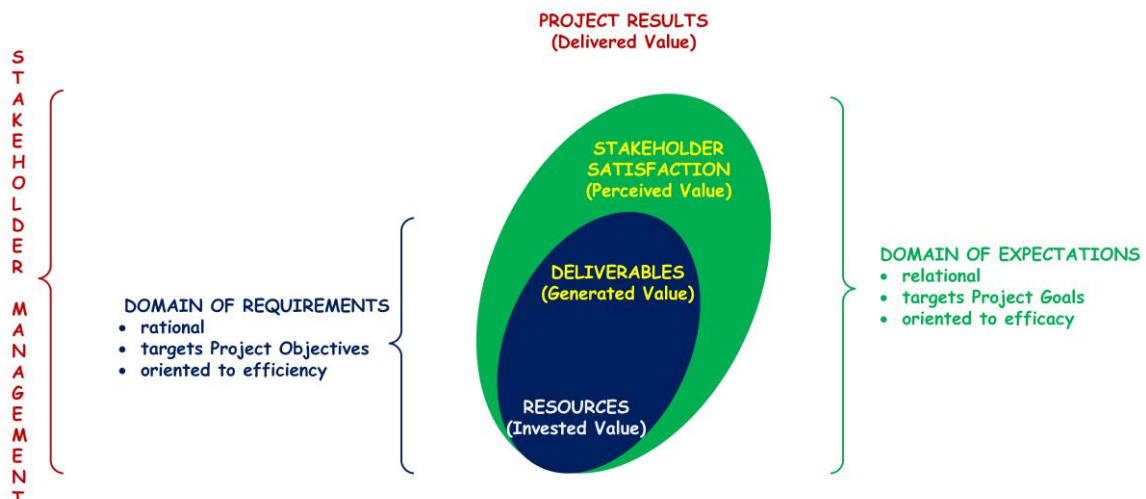 PROJECT RESULTS
(Delivered Value)
STAKEHOLDER MANAGEMENT
STAKEHOLDER
SATISFACTION
(Perceived Value)
DELIVERABLES
(Generated Value)
RESOURCES
(Invested Value)
DOMAIN OF REQUIREMENTS
• rational
• targets Project Objectives
• oriented to efficiency
DOMAIN OF EXPECTATIONS
• relational
• targets Project Goals
• oriented to efficacy